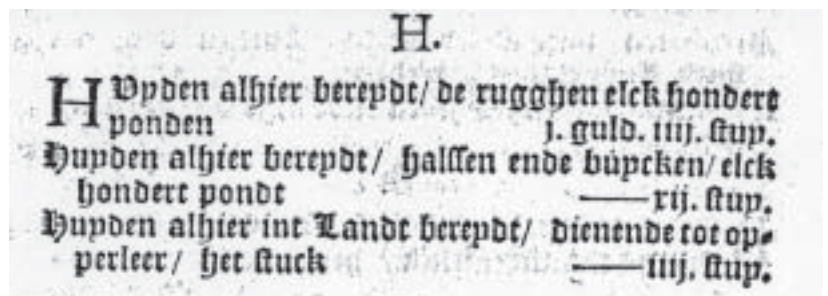 H.
HUyden alhier bereydt/ de rugghen elck hondert
ponden j. guld. iiij. stuy.
Huyden alhier bereydt/ halssen ende buycken/ elck
hondert pondt —— xij. stuy.
Huyden alhier int Landt bereydt/ dienende tot op-
perleer/ het stuck —— iiij. stuy.